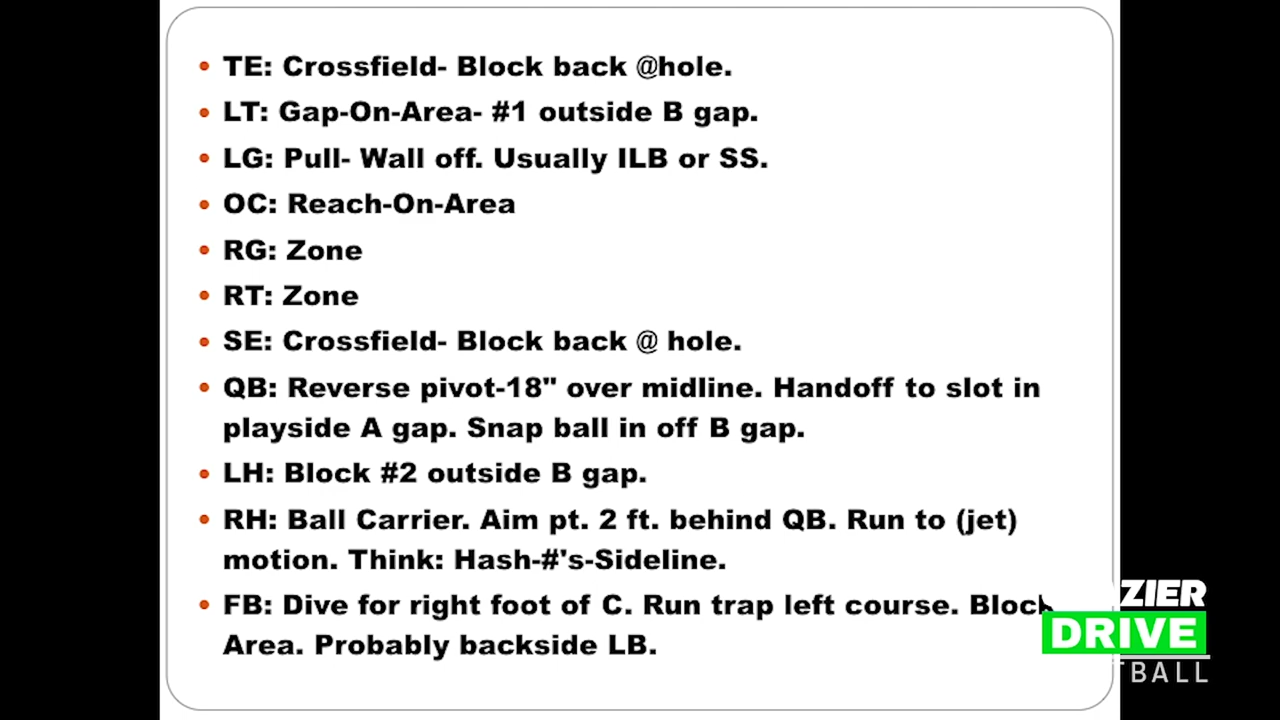 TE: Crossfield- Block back @hole.
LT: Gap-On-Area- #1 outside B gap.
LG: Pull- Wall off. Usually ILB or SS.
OC: Reach-On-Area
RG: Zone
RT: Zone
SE: Crossfield- Block back @ hole.
QB: Reverse pivot-18" over midline. Handoff to slot in
playside A gap. Snap ball in off B gap.
LH: Block #2 outside B gap.
RH: Ball Carrier. Aim pt. 2 ft. behind QB. Run to (jet)
motion. Think: Hash-#'s-Sideline.
FB: Dive for right foot of C. Run trap left course. Block
Area. Probably backside LB.
ZIER
DRIVE
TBALL